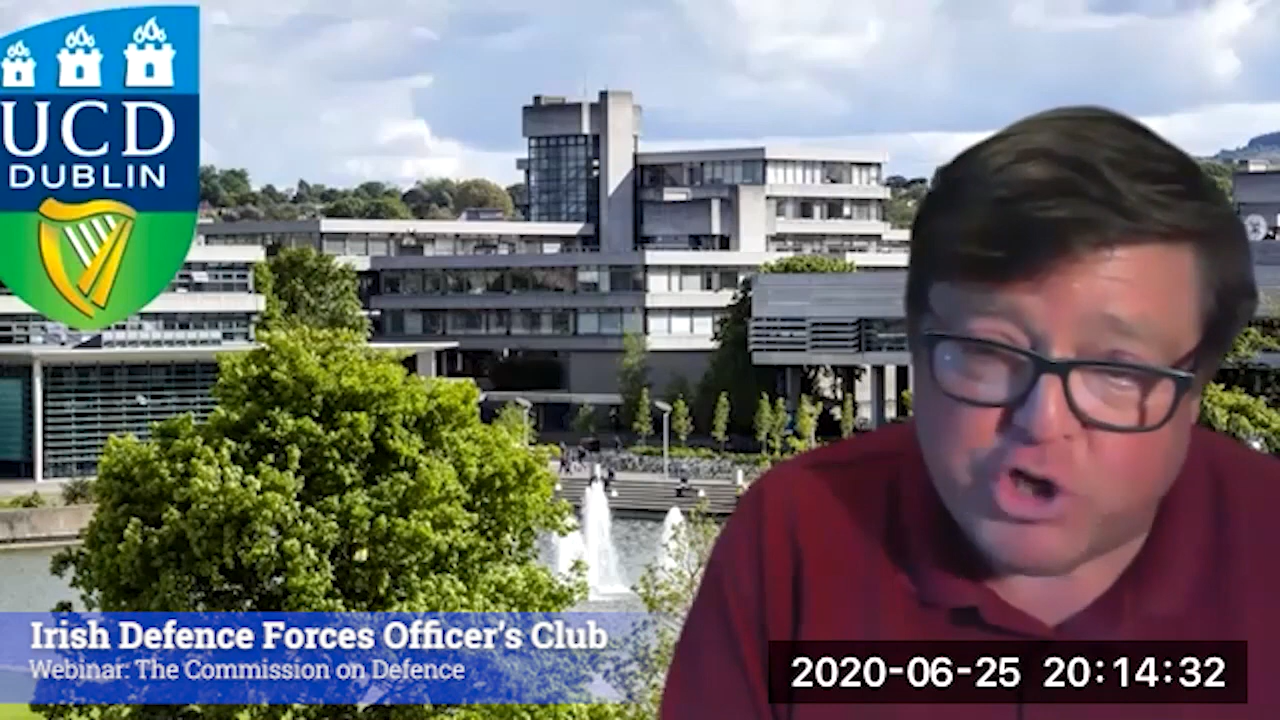 UCD
DUBLIN
Irish Defence Forces Officer's Club
Webinar: The Commission on Defence
2020-06-25 20:14:32